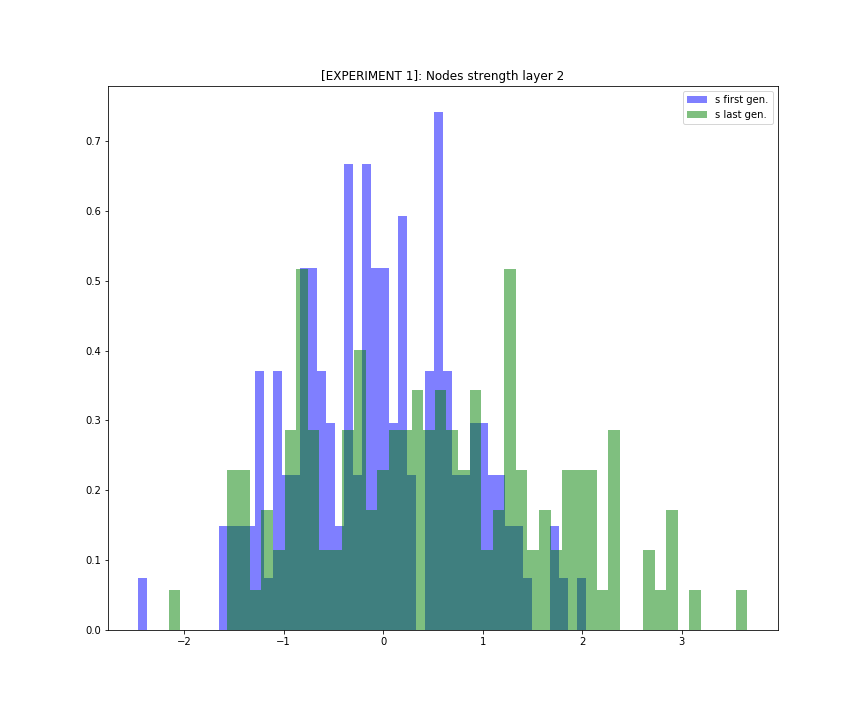 [EXPERIMENT 1]: Nodes strength layer 2
s first gen.
s last gen.
0.7
0.6
0.5
0.4
0.3
0.2
0.1
0.0
−2 −1 0 1 2 3